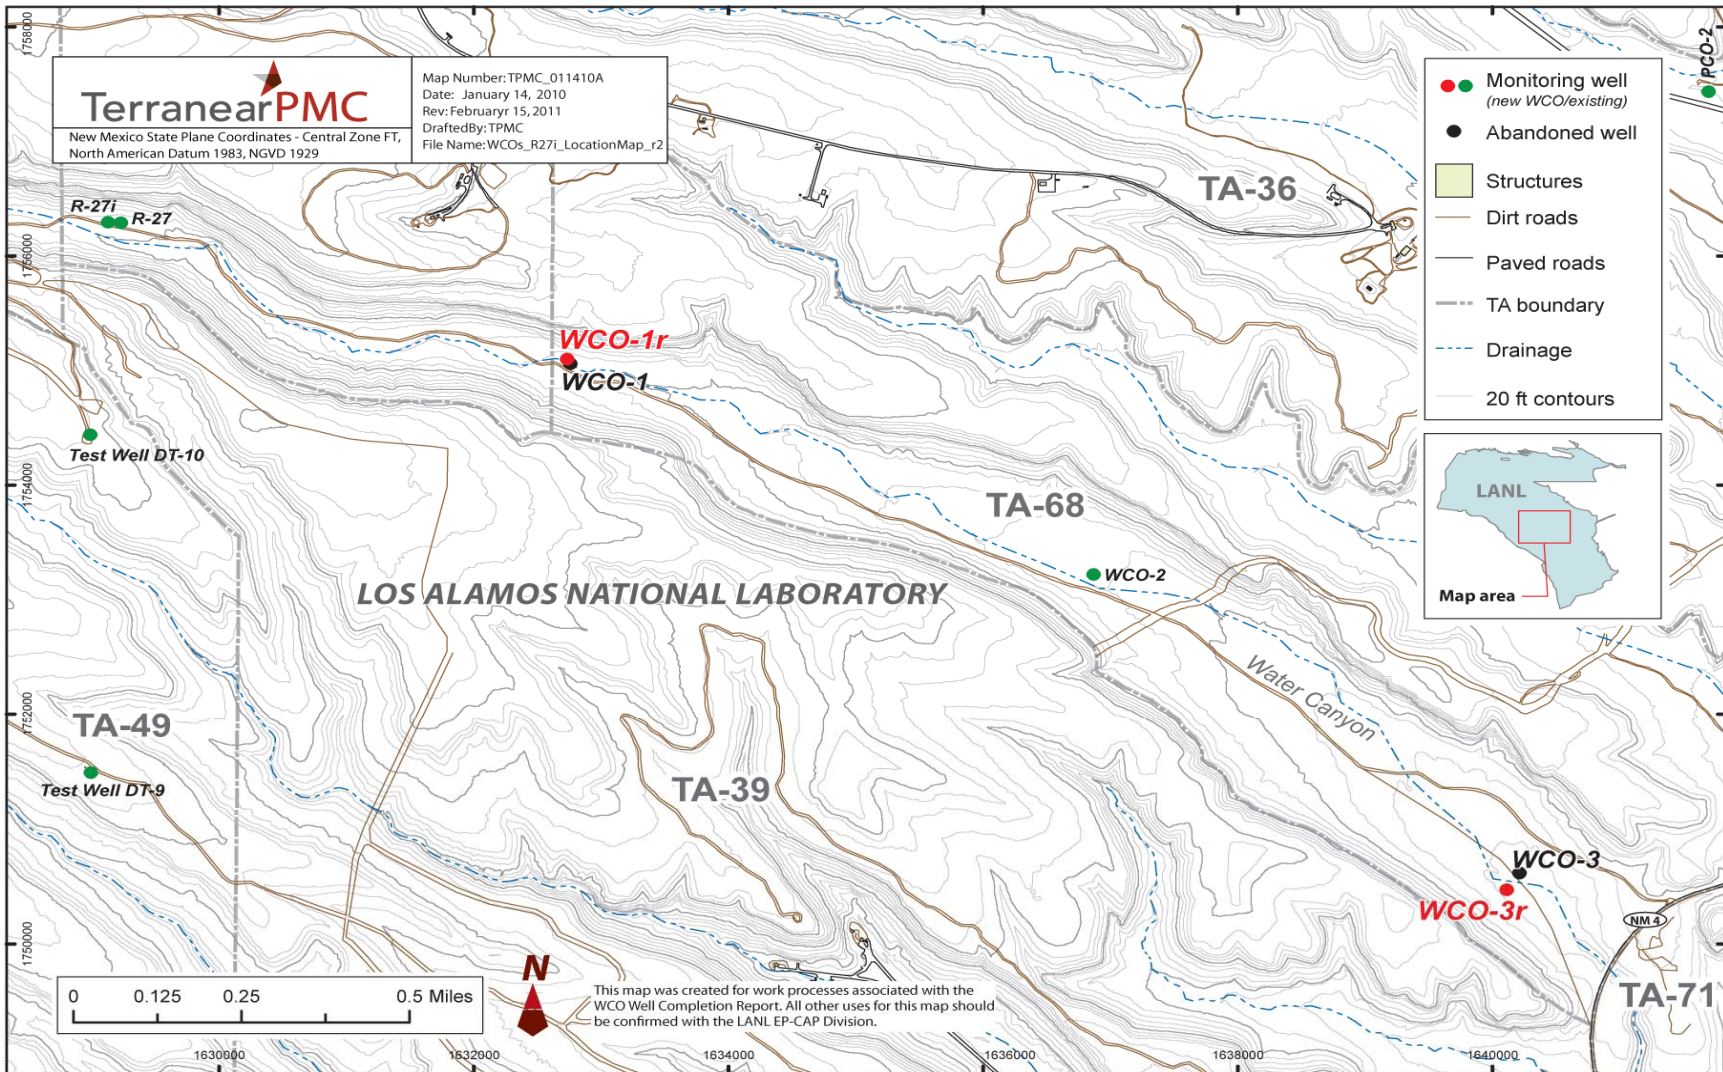 TerranearPMC
New Mexico State Plane Coordinates - Central Zone FT,
North American Datum 1983, NGVD 1929
Map Number: TPMC_011410A
Date: January 14, 2010
Rev: Februaryr 15, 2011
DraftedBy: TPMC
File Name: WCOs_R27i_LocationMap_r2
PCO-2
Monitoring well
(new WCO/existing)
Abandoned well
Structures
Dirt roads
Paved roads
TA boundary
Drainage
20 ft contours
LANL
Map area
TA-36
R-27i
R-27
WCO-1r
WCO-1
Test Well DT-10
TA-68
WCO-2
LOS ALAMOS NATIONAL LABORATORY
Water Canyon
TA-49
Test Well DT-9
TA-39
WCO-3
WCO-3r
NM 4
TA-71
0 0.125 0.25 0.5 Miles
N
This map was created for work processes associated with the
WCO Well Completion Report. All other uses for this map should
be confirmed with the LANL EP-CAP Division.
1758000
1756000
1754000
1752000
1750000
1630000 1632000 1634000 1636000 1638000 1640000